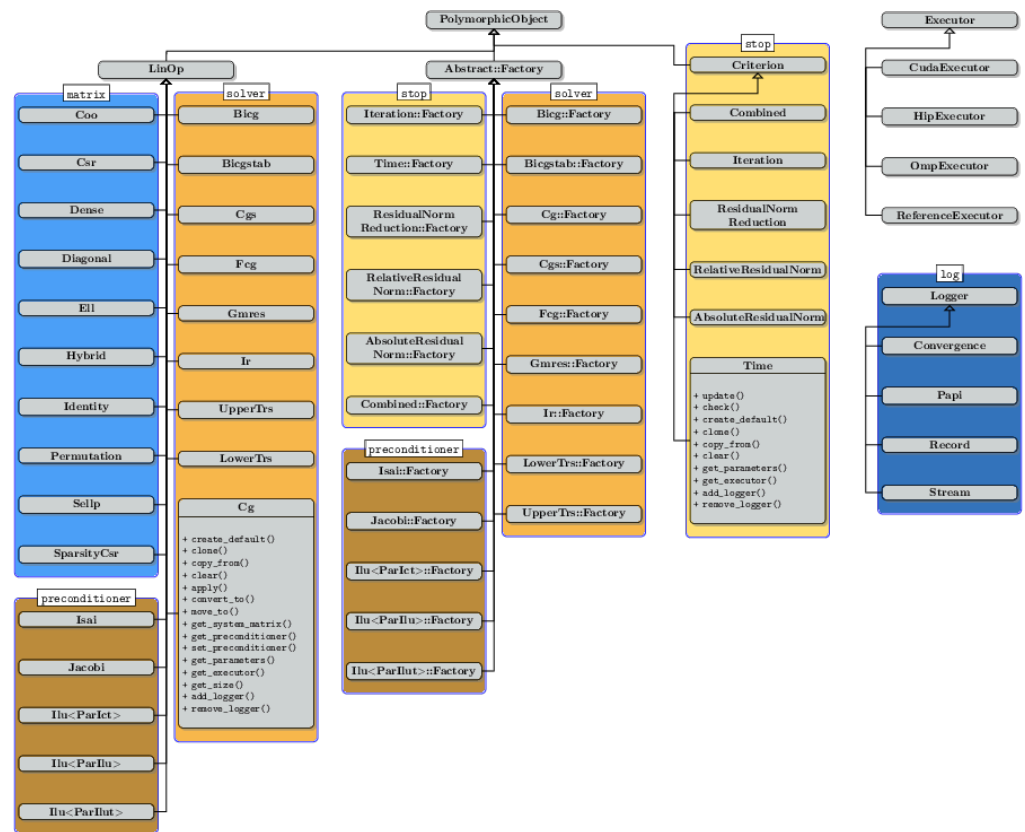 PolymorphicObject
LinOp
matrix
Coo
Csr
Dense
Diagonal
Ell
Hybrid
Identity
Permutation
Sellp
SparsityCsr
preconditioner
Isai
Jacobi
Ilu<ParIct>
Ilu<ParIlu>
Ilu<ParIlut>
solver
Bicg
Bicgstab
Cgs
Fcg
Gmres
Ir
UpperTrs
LowerTrs
Cg
+ create_default()
+ clone()
+ copy_from()
+ clear()
+ apply()
+ convert_to()
+ move_to()
+ get_system_matrix()
+ get_preconditioner()
+ set_preconditioner()
+ get_parameters()
+ get_executor()
+ get_size()
+ add_logger()
+ remove_logger()
Abstract::Factory
stop
Iteration::Factory
Time::Factory
ResidualNorm
Reduction::Factory
RelativeResidual
Norm::Factory
AbsoluteResidual
Norm::Factory
Combined::Factory
preconditioner
Isai::Factory
Jacobi::Factory
Ilu<ParIct>::Factory
Ilu<ParIlu>::Factory
Ilu<ParIlut>::Factory
solver
Bicg::Factory
Bicgstab::Factory
Cg::Factory
Cgs::Factory
Fcg::Factory
Gmres::Factory
Ir::Factory
LowerTrs::Factory
UpperTrs::Factory
stop
Criterion
Combined
Iteration
ResidualNorm
Reduction
RelativeResidualNorm
AbsoluteResidualNorm
Time
+ update()
+ check()
+ create_default()
+ clone()
+ copy_from()
+ clear()
+ get_parameters()
+ get_executor()
+ add_logger()
+ remove_logger()
Executor
CudaExecutor
HipExecutor
OmpExecutor
ReferenceExecutor
log
Logger
Convergence
Papi
Record
Stream